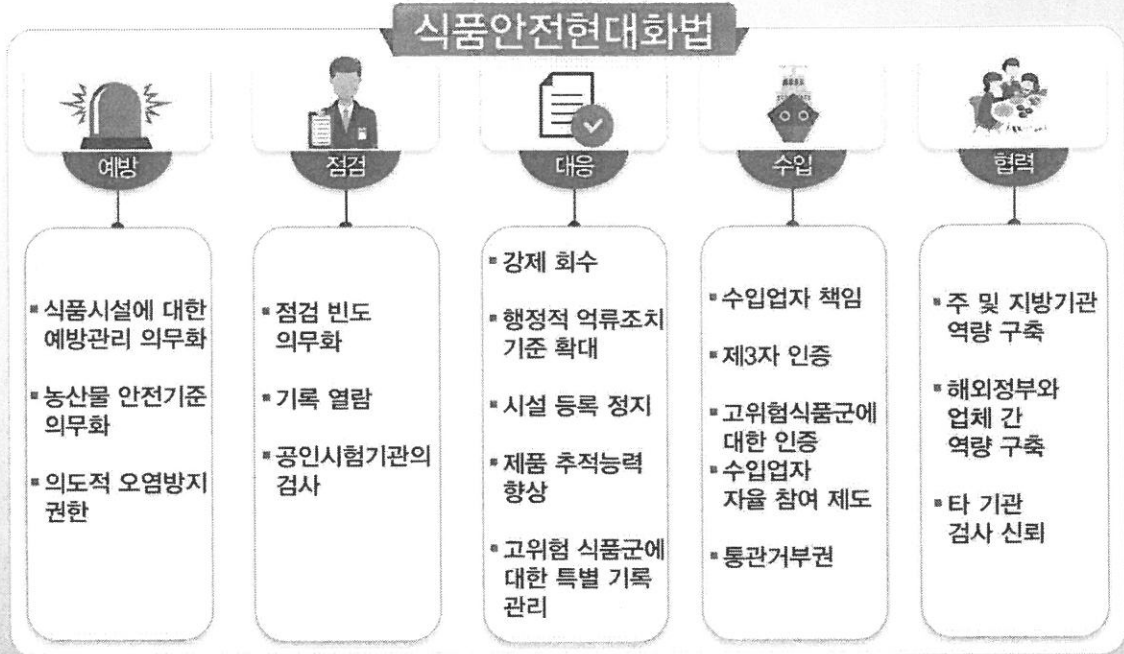 식품안전현대화법
예방
점검
대응
수입
협력
식품시설에 대한
예방관리 의무화
농산물 안전기준
의무화
의도적 오염방지
권한
점검 빈도
의무화
기록 열람
공인시험기관의
검사
강제 회수
행정적 억류조치
기준 확대
시설 등록 정지
제품 추적능력
향상
고위험 식품군에
대한 특별 기록
관리
수입업자 책임
제3자 인증
고위험식품군에
대한 인증
수입업자
자율 참여 제도
통관거부권
주 및 지방기관
역량 구축
해외정부와
업체 간
역량 구축
타 기관
검사 신뢰